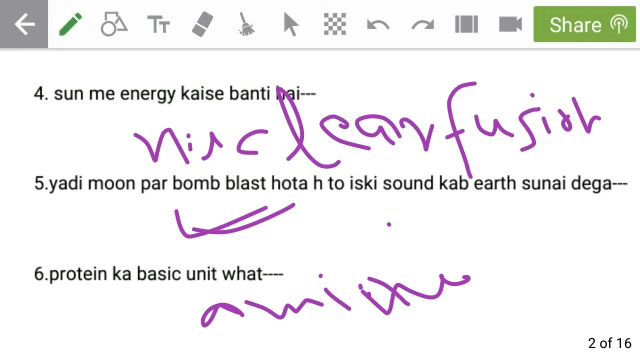 Share
4. sun me energy kaise banti hai---
nuclear fusion
5.yadi moon par bomb blast hota h to iski sound kab earth sunai dega---
6.protein ka basic unit what----
2 of 16